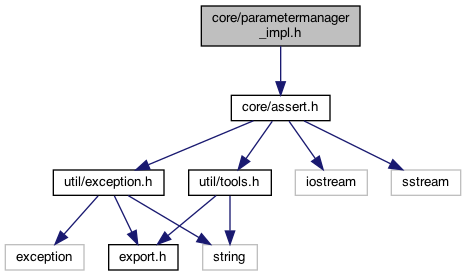 core/parametermanager
_impl.h
core/assert.h
util/exception.h
util/tools.h
iostream
sstream
exception
export.h
string